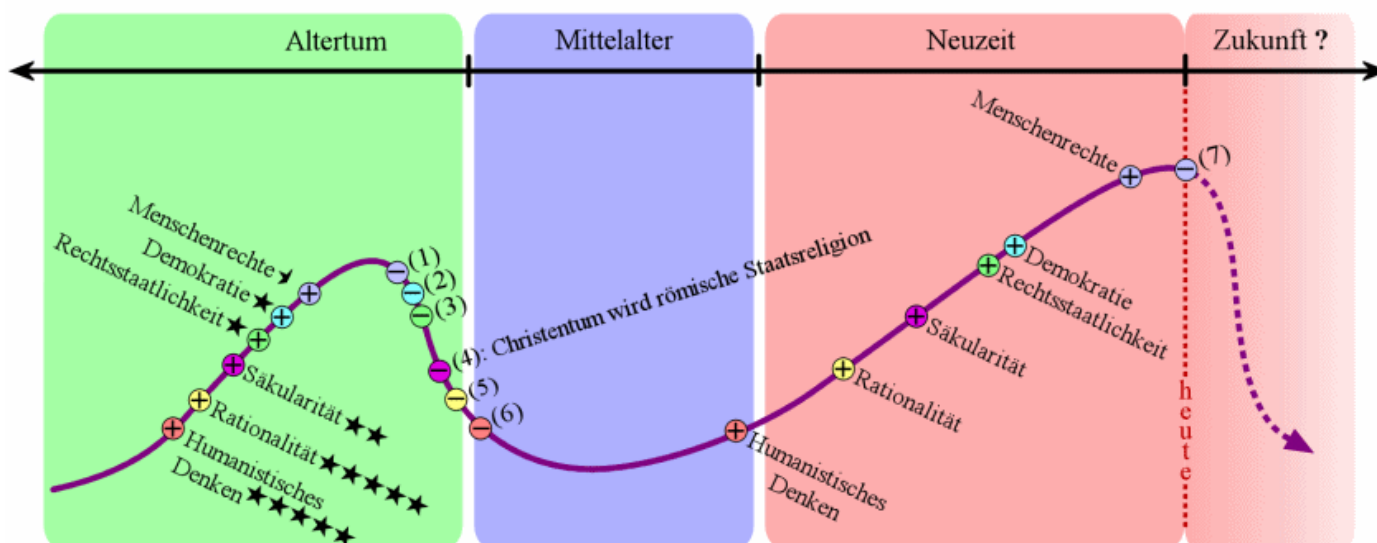 Altertum
Mittelalter
Neuzeit
Zukunft ?
Menschenrechte
Demokratie ★
Rechtsstaatlichkeit ★
Säkularität ★★
Rationalität ★★★★★
Humanistisches
Denken ★★★★★
(1)
(2)
(3)
(4): Christentum wird römische Staatsreligion
(5)
(6)
Humanistisches
Denken
Rationalität
Säkularität
Rechtsstaatlichkeit
Demokratie
Menschenrechte
(7)
heute